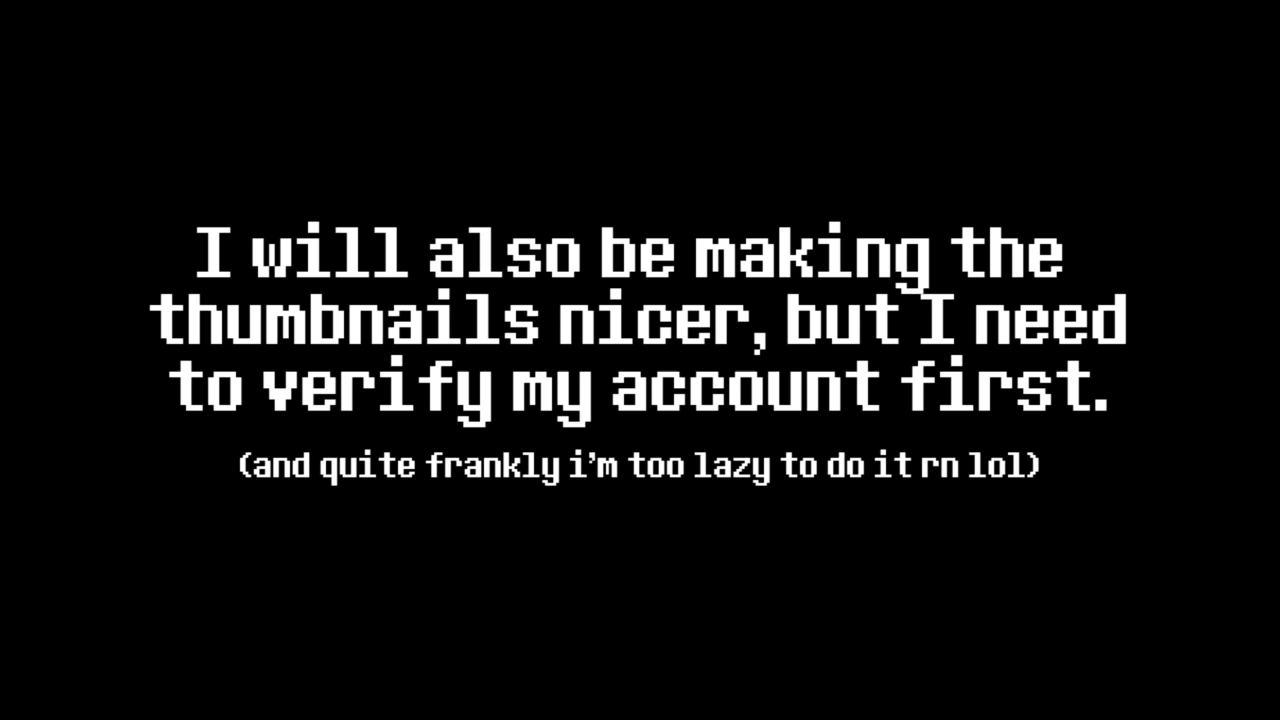 I will also be making the
thumbnails nicer, but I need
to verify my account first.
(and quite frankly i'm too lazy to do it rn lol)